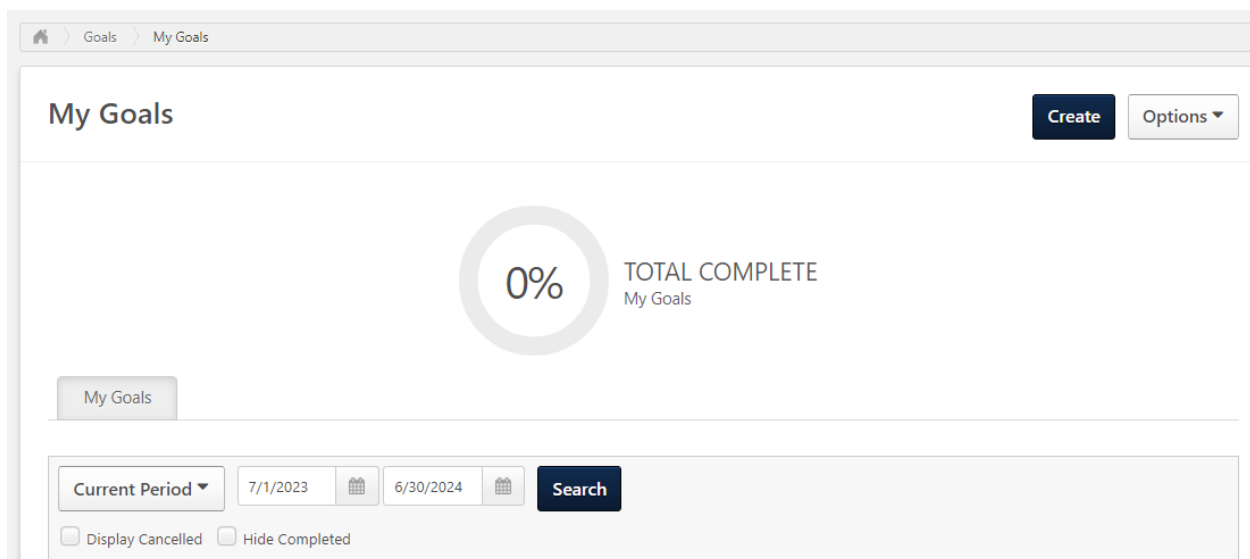 Goals My Goals
My Goals
Create Options
0%
TOTAL COMPLETE
My Goals
My Goals
Current Period 7/1/2023 6/30/2024 Search
Display Cancelled Hide Completed